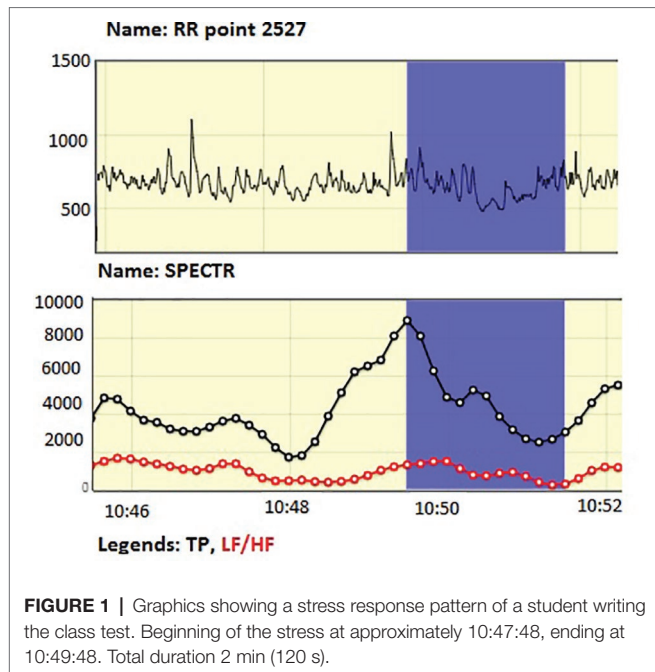 Name: RR point 2527
1500
1000
500
Name: SPECTR
10000
8000
6000
4000
2000
0
10:46 10:48 10:50 10:52
Legends: TP, LF/HF
FIGURE 1 | Graphics showing a stress response pattern of a student writing
the class test. Beginning of the stress at approximately 10:47:48, ending at
10:49:48. Total duration 2 min (120 s).